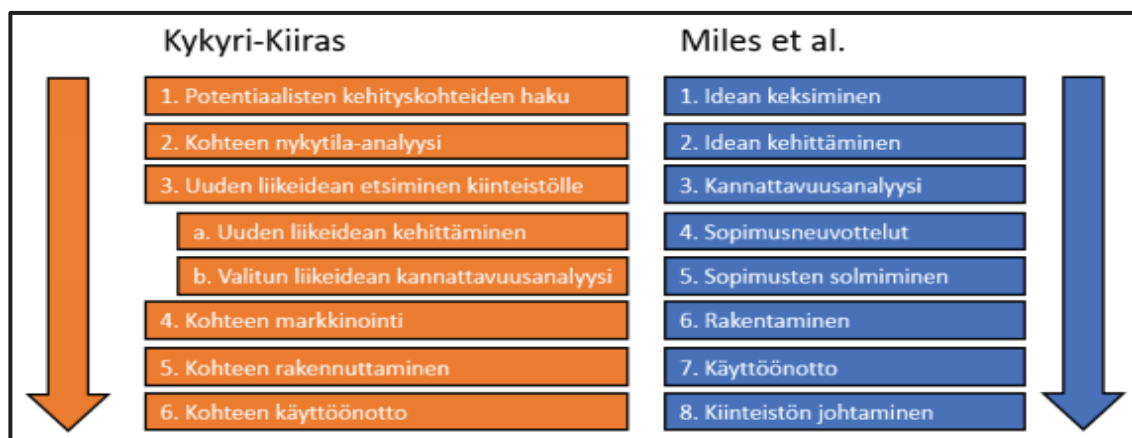 Kykyri-Kiiras
1. Potentiaalisten kehityskohteiden haku
2. Kohteen nykytila-analyysi
3. Uuden liikeidean etsiminen kiinteistölle
a. Uuden liikeidean kehittäminen
b. Valitun liikeidean kannattavuusanalyysi
4. Kohteen markkinointi
5. Kohteen rakennuttaminen
6. Kohteen käyttöönotto
Miles et al.
1. Idean keksiminen
2. Idean kehittäminen
3. Kannattavuusanalyysi
4. Sopimusneuvottelut
5. Sopimusten solmiminen
6. Rakentaminen
7. Käyttöönotto
8. Kiinteistön johtaminen